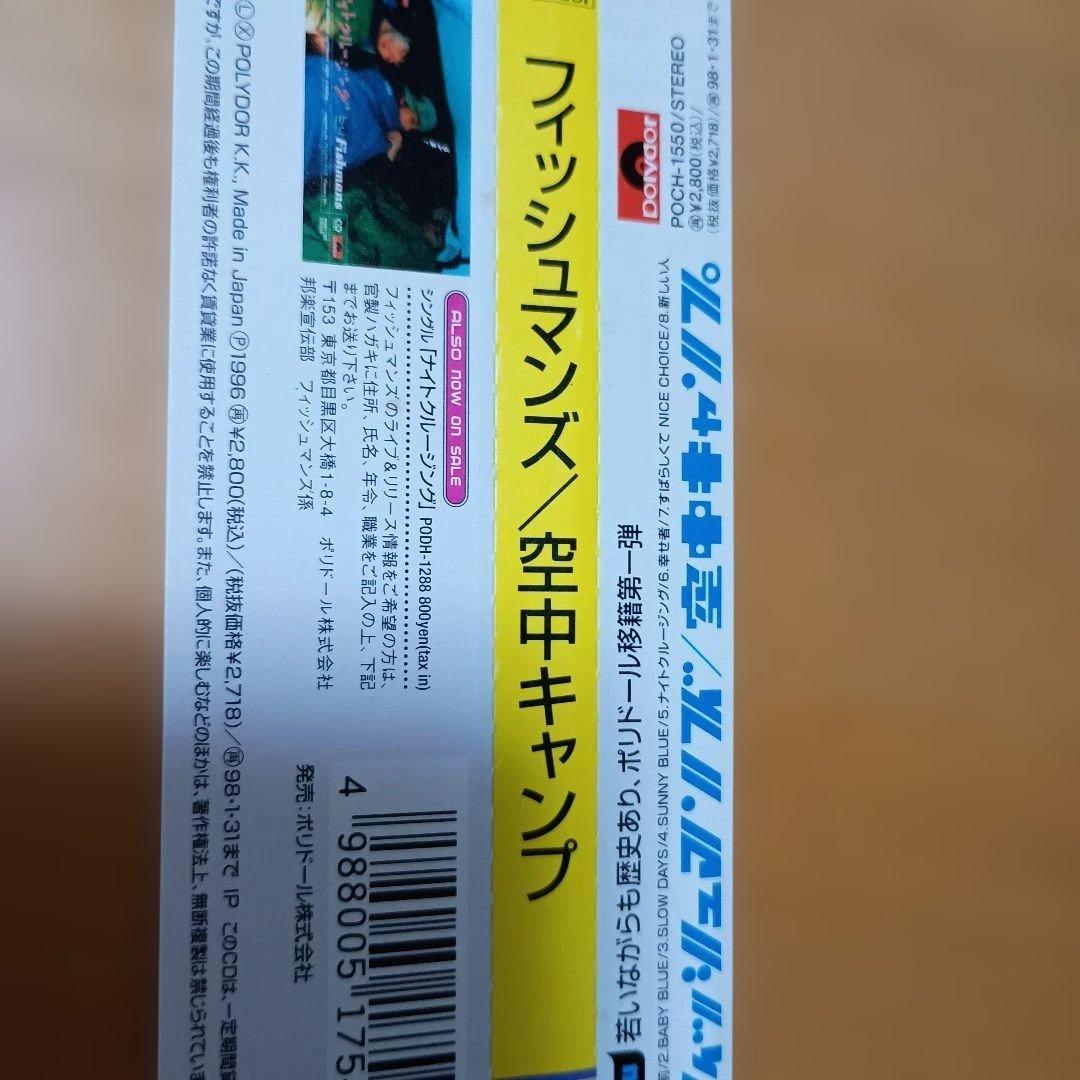 Polydor
POCH-1550/STEREO
㊢¥2,800(税込)/
(税抜価格¥2,718)/㊢98・1・31まで
/2.BABY BLUE/3.SLOW DAYS/4.SUNNY BLUE/5.ナイトクルージング/6.幸せ者/7.すばらしくて NICE CHOICE/8.新しい人
若いながらも歴史あり、ポリドール移籍第一弾
フィッシュマンズ/空中キャンプ
by Fishmans
ALSO now on SALE
シングル「ナイトクルージング」PODH-1288 800yen(tax in)
フィッシュマンズのライブ&リリース情報をご希望の方は、
官製ハガキに住所、氏名、年令、職業をご記入の上、下記
までお送り下さい。
〒153 東京都目黒区大橋1-8-4 ポリドール株式会社
邦楽宣伝部 フィッシュマンズ係
4 988005 175
発売:ポリドール株式会社
Ⓛ Ⓧ POLYDOR K.K., Made in Japan Ⓟ1996 ㊢¥2,800(税込)/(税抜価格¥2,718)/㊢98・1・31まで IP このCDは、一定期間
ですが、この期間経過後も権利者の許諾なく賃貸業に使用することを禁止します。また、個人的に楽しむなどのほかは、著作権法上、無断複製は禁じられてい